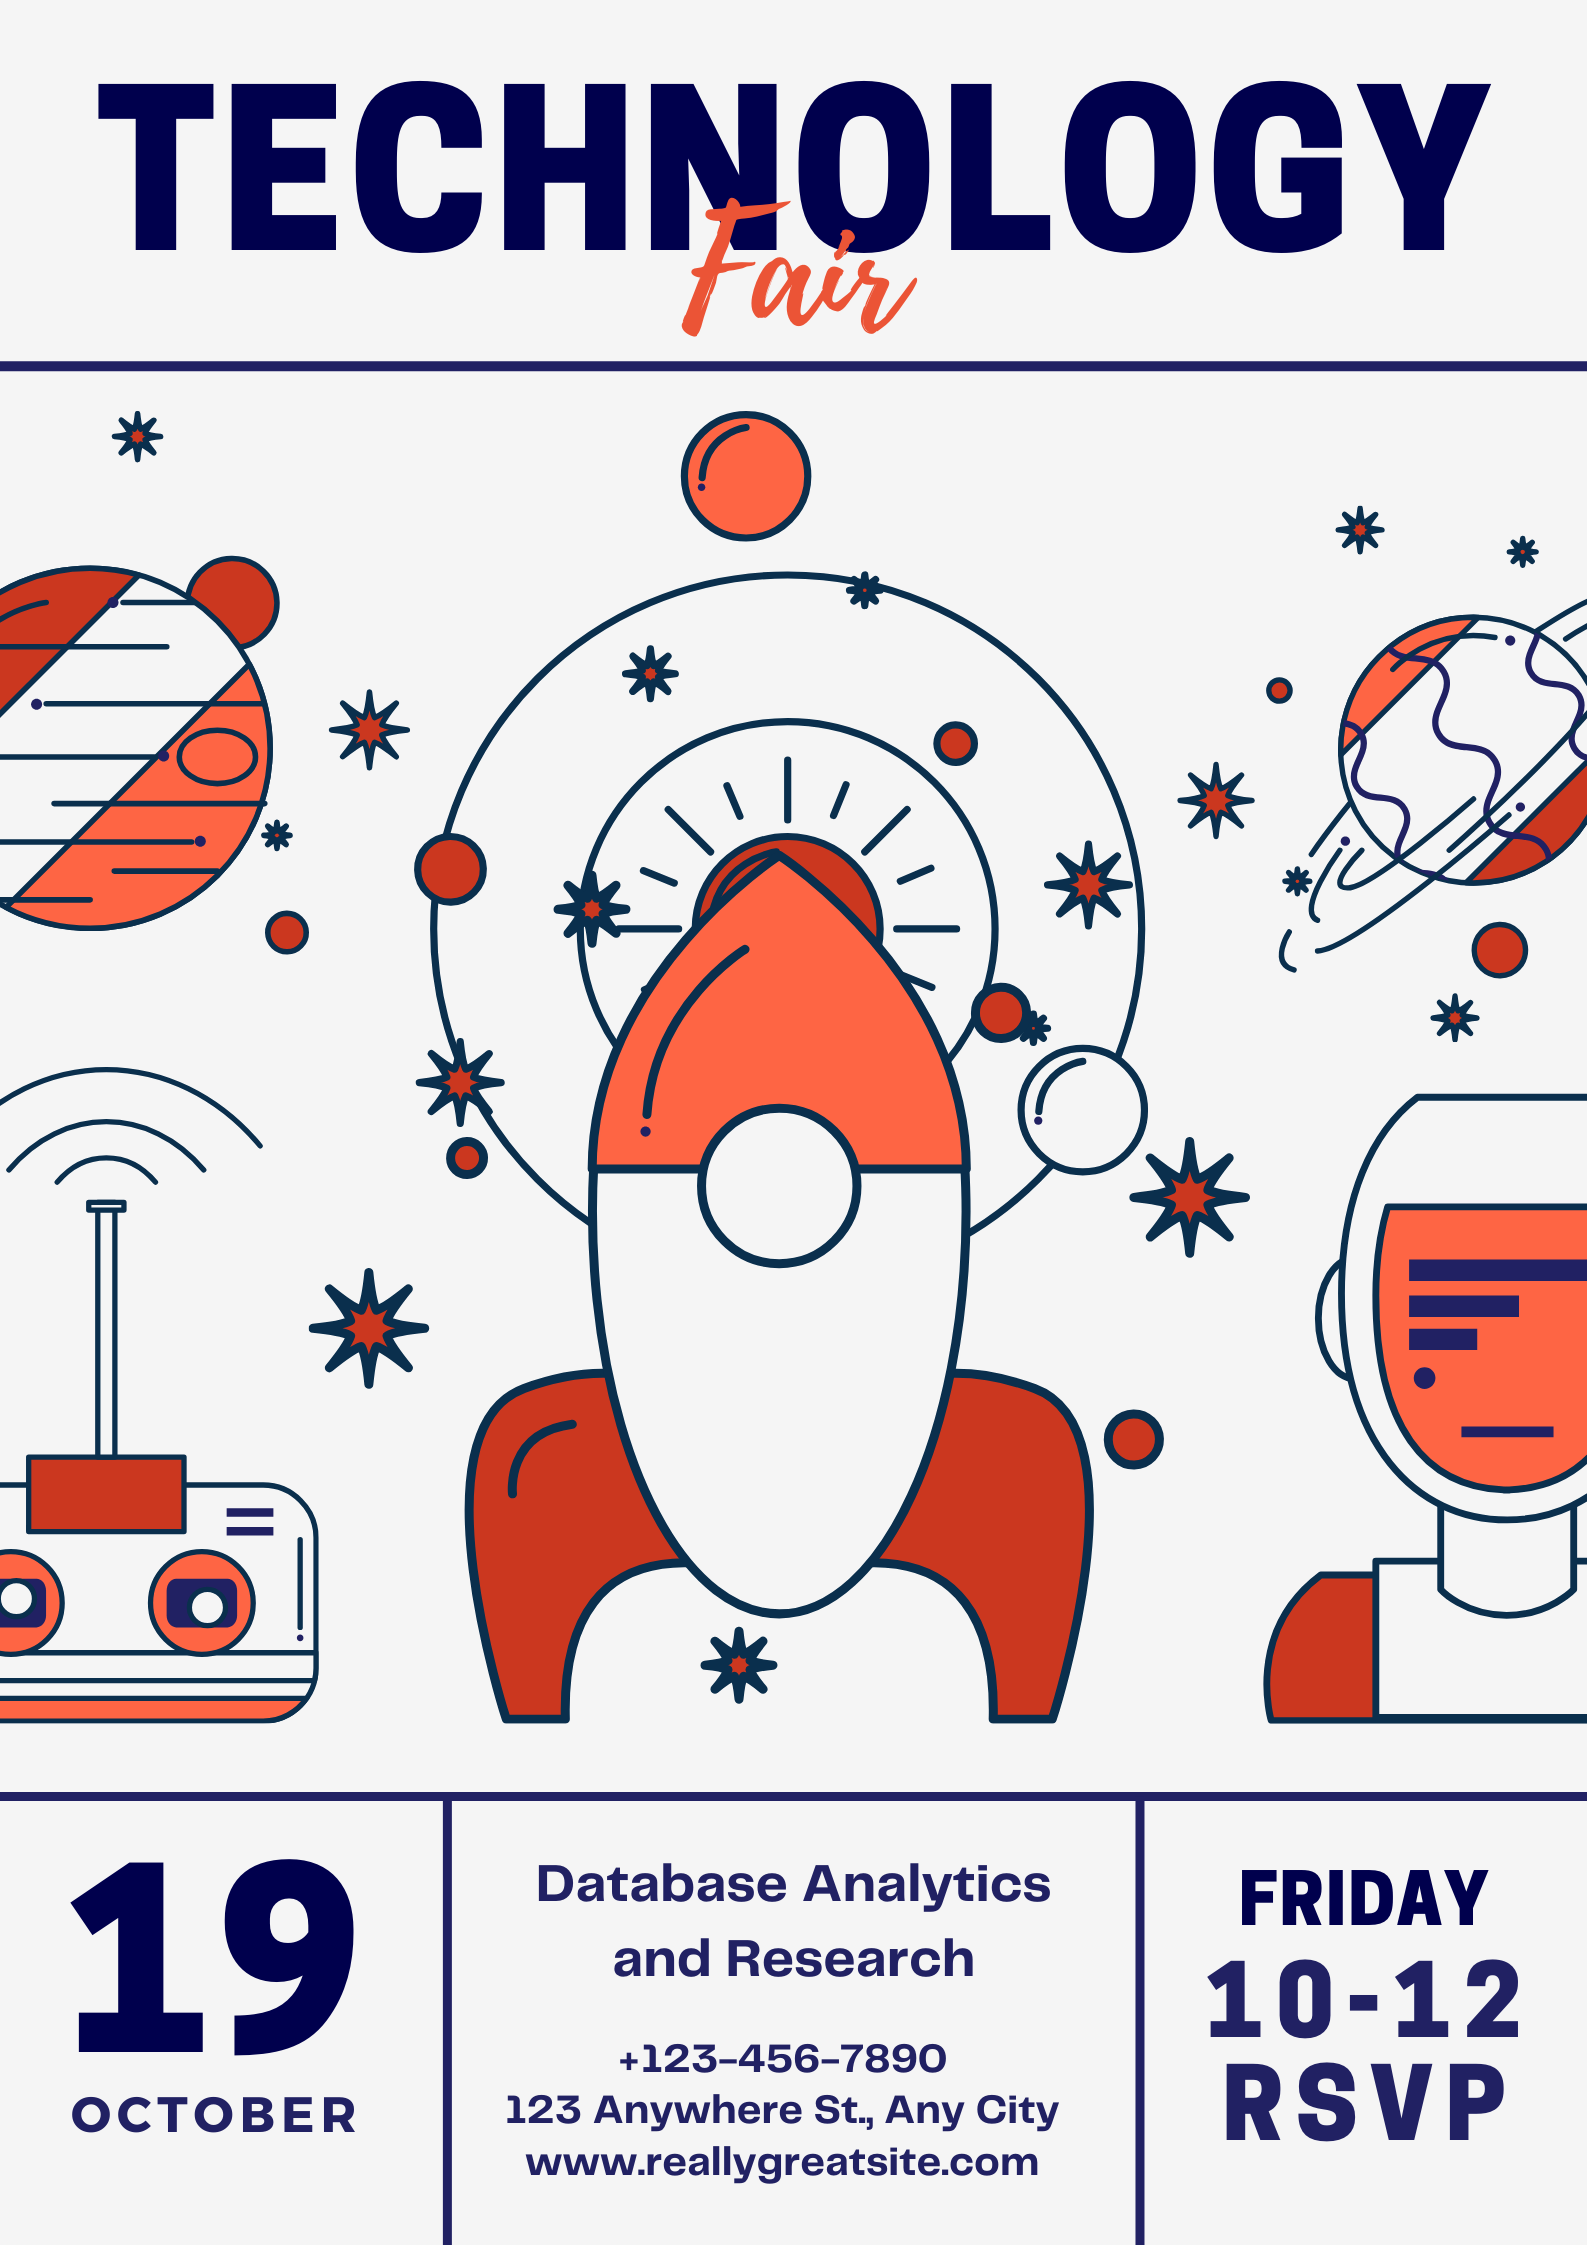 TECHNOLOGY
Fair
19
OCTOBER
Database Analytics
and Research
+123-456-7890
123 Anywhere St., Any City
www.reallygreatsite.com
FRIDAY
10-12
RSVP